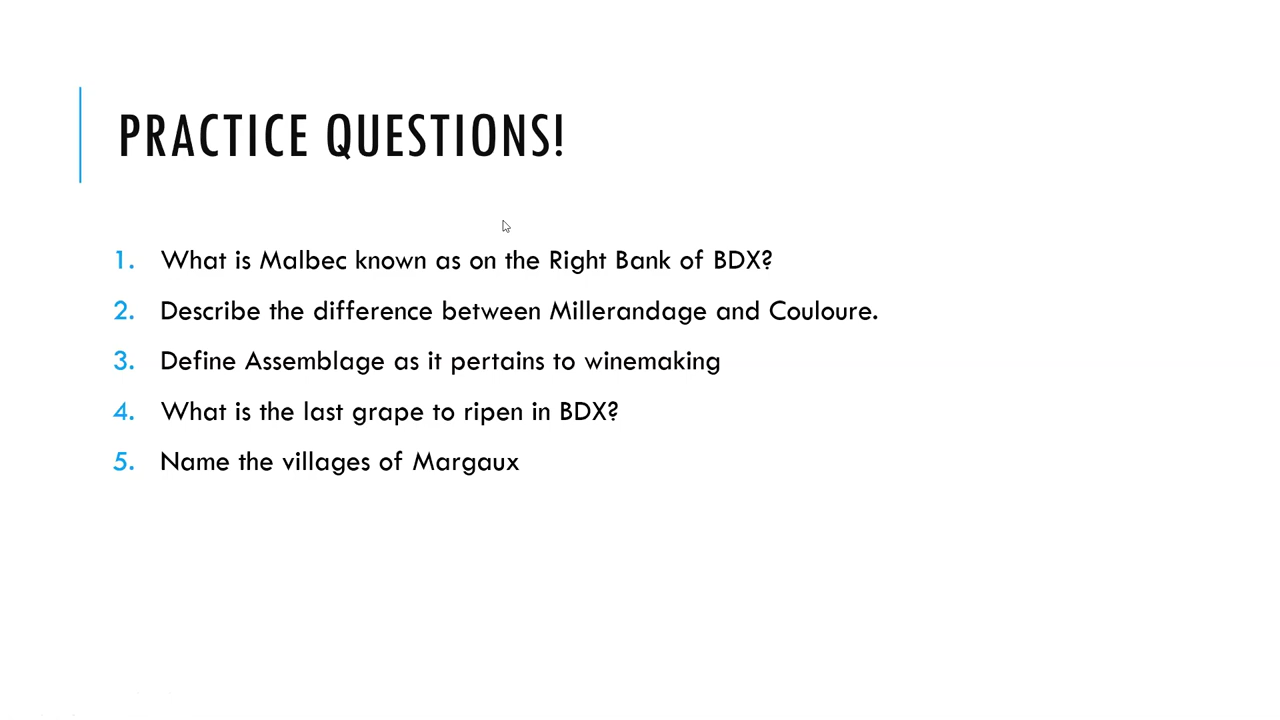 PRACTICE QUESTIONS!
1. What is Malbec known as on the Right Bank of BDX?
2. Describe the difference between Millerandage and Couloure.
3. Define Assemblage as it pertains to winemaking
4. What is the last grape to ripen in BDX?
5. Name the villages of Margaux